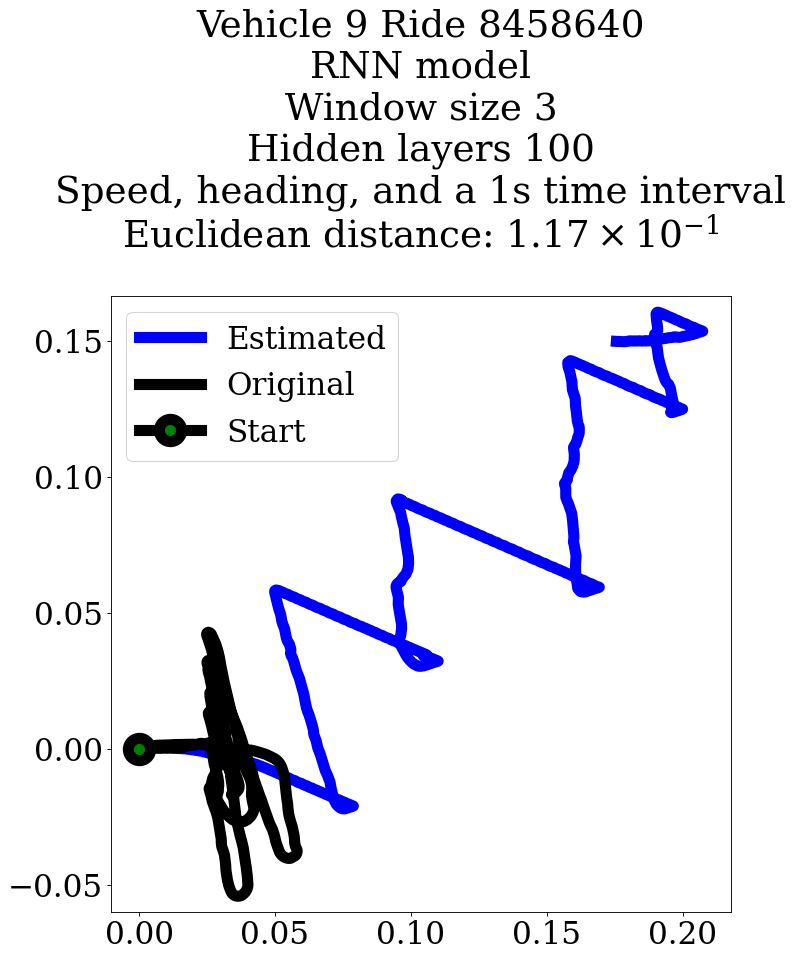 Vehicle 9 Ride 8458640
RNN model
Window size 3
Hidden layers 100
Speed, heading, and a 1s time interval
Euclidean distance: 1.17 × 10⁻¹
Estimated
Original
Start
0.15
0.10
0.05
0.00
−0.05
0.00 0.05 0.10 0.15 0.20